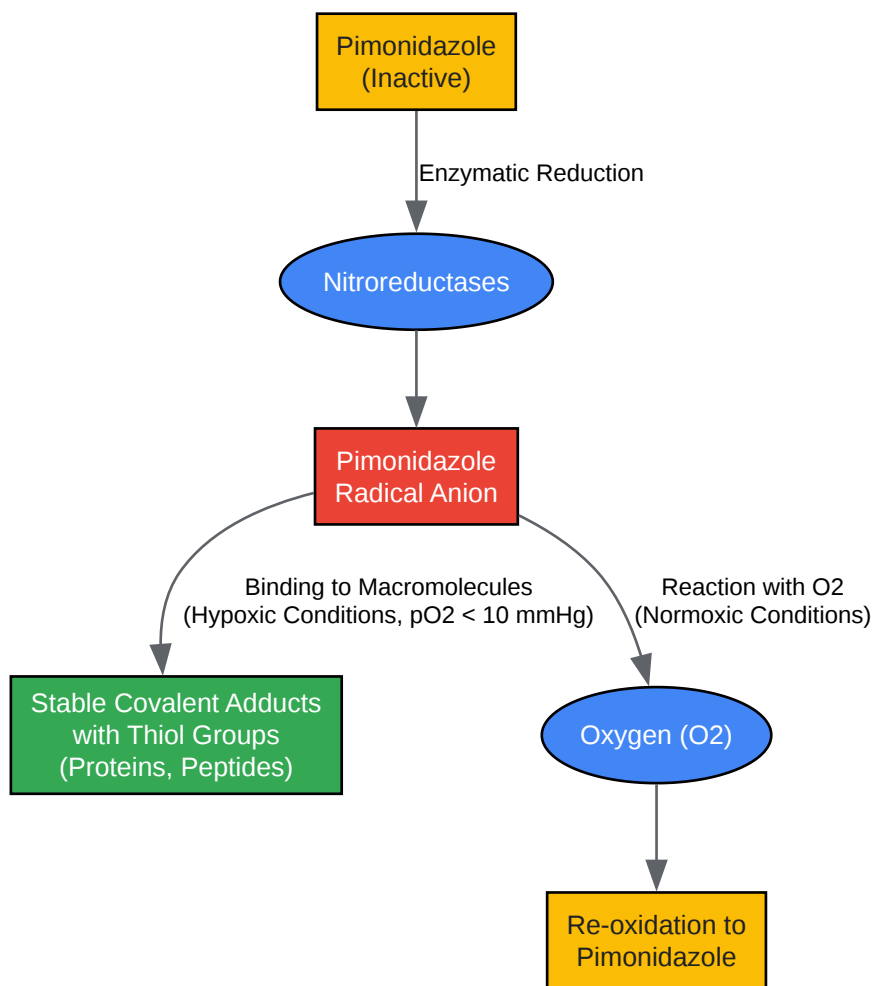 Pimonidazole
(Inactive)
Enzymatic Reduction
Nitroreductases
Pimonidazole
Radical Anion
Binding to Macromolecules
(Hypoxic Conditions, pO2 < 10 mmHg)
Reaction with O2
(Normoxic Conditions)
Stable Covalent Adducts
with Thiol Groups
(Proteins, Peptides)
Oxygen (O2)
Re-oxidation to
Pimonidazole